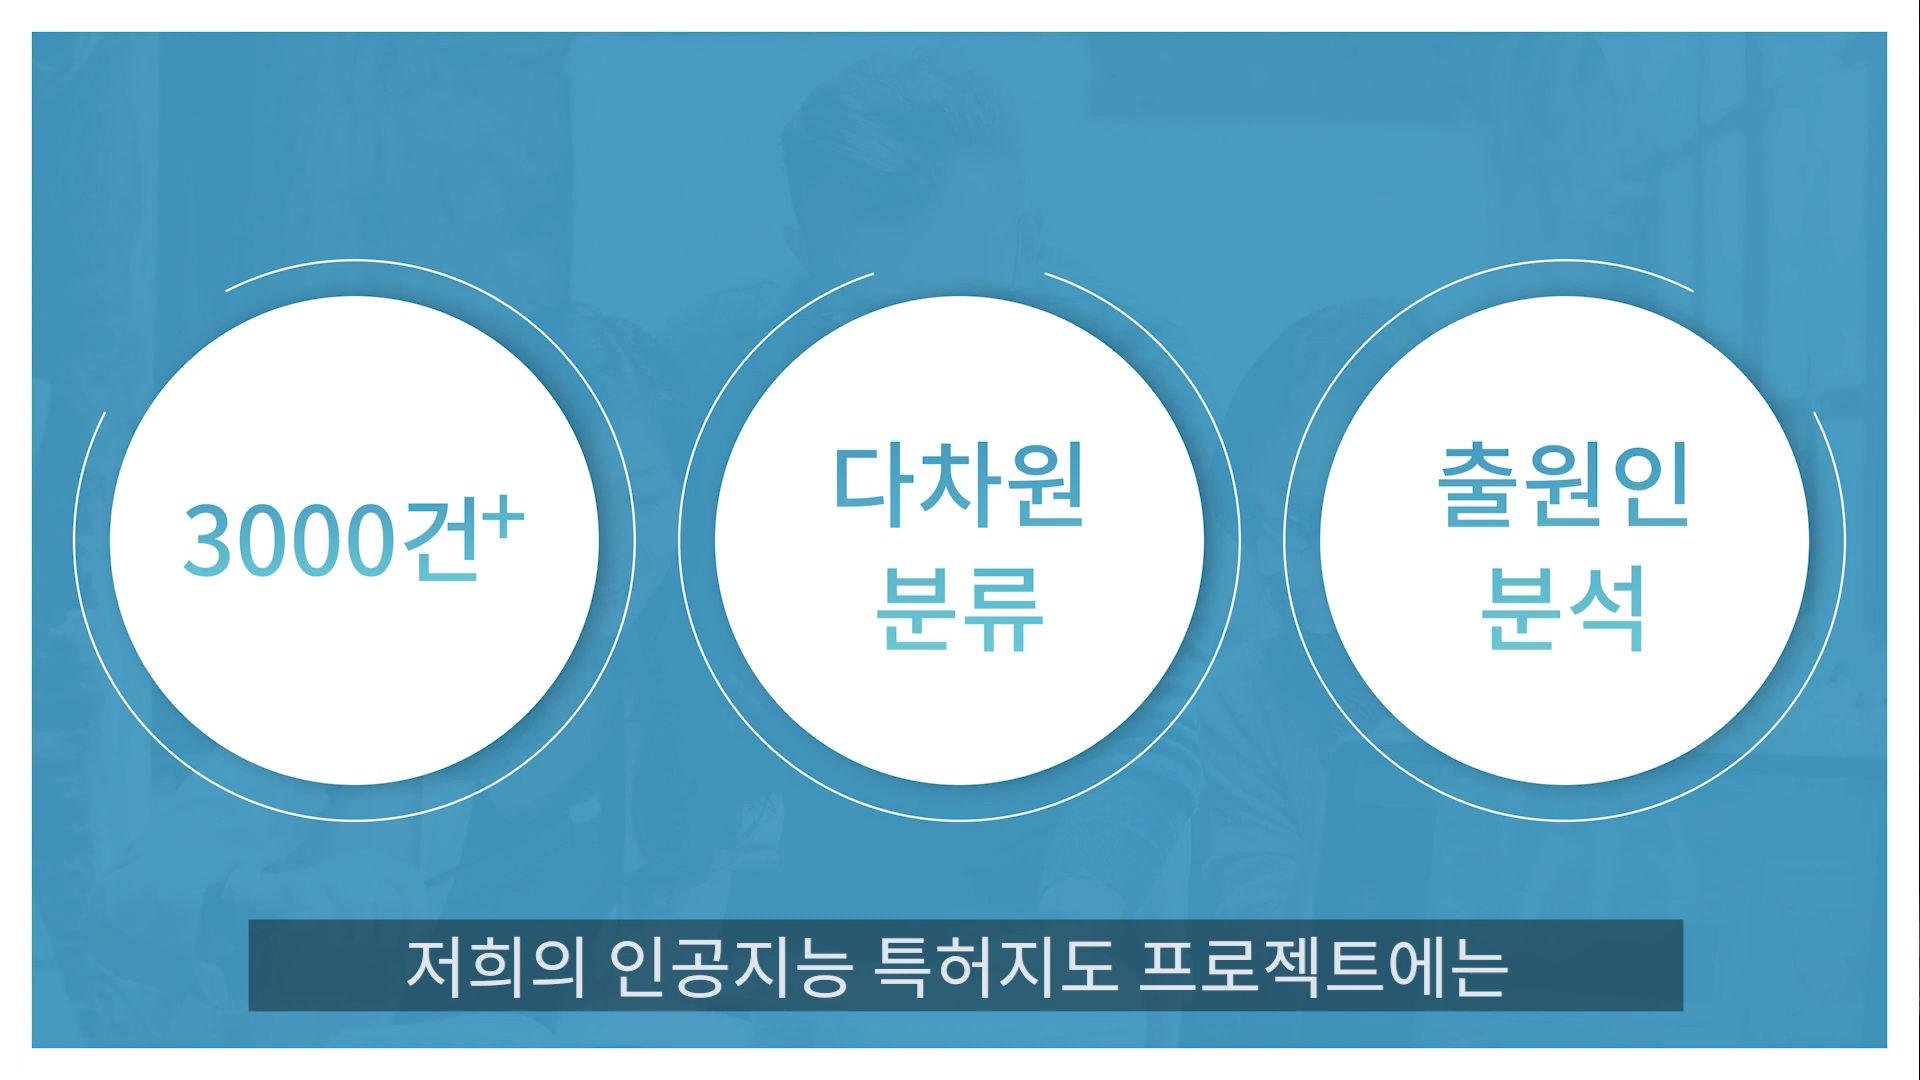 3000건+
다차원
분류
출원인
분석
저희의 인공지능 특허지도 프로젝트에는